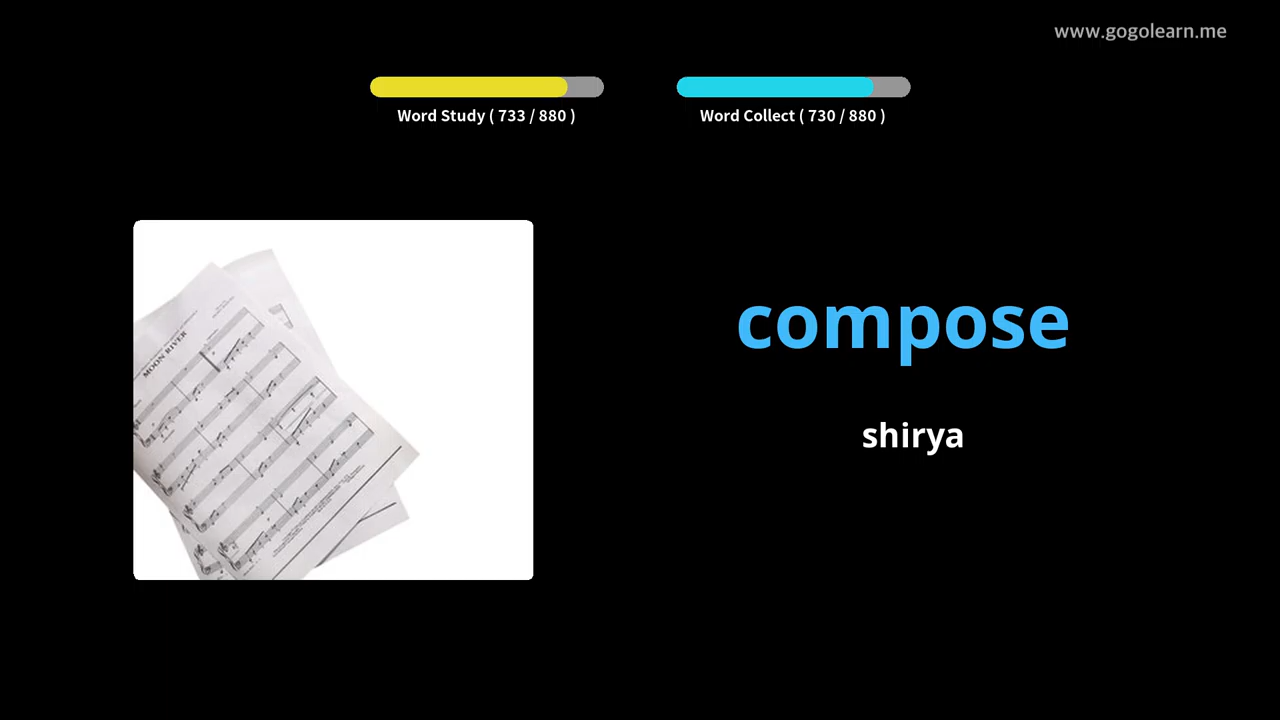 www.gogolearn.me
Word Study ( 733 / 880 )
Word Collect ( 730 / 880 )
MOON RIVER
compose
shirya